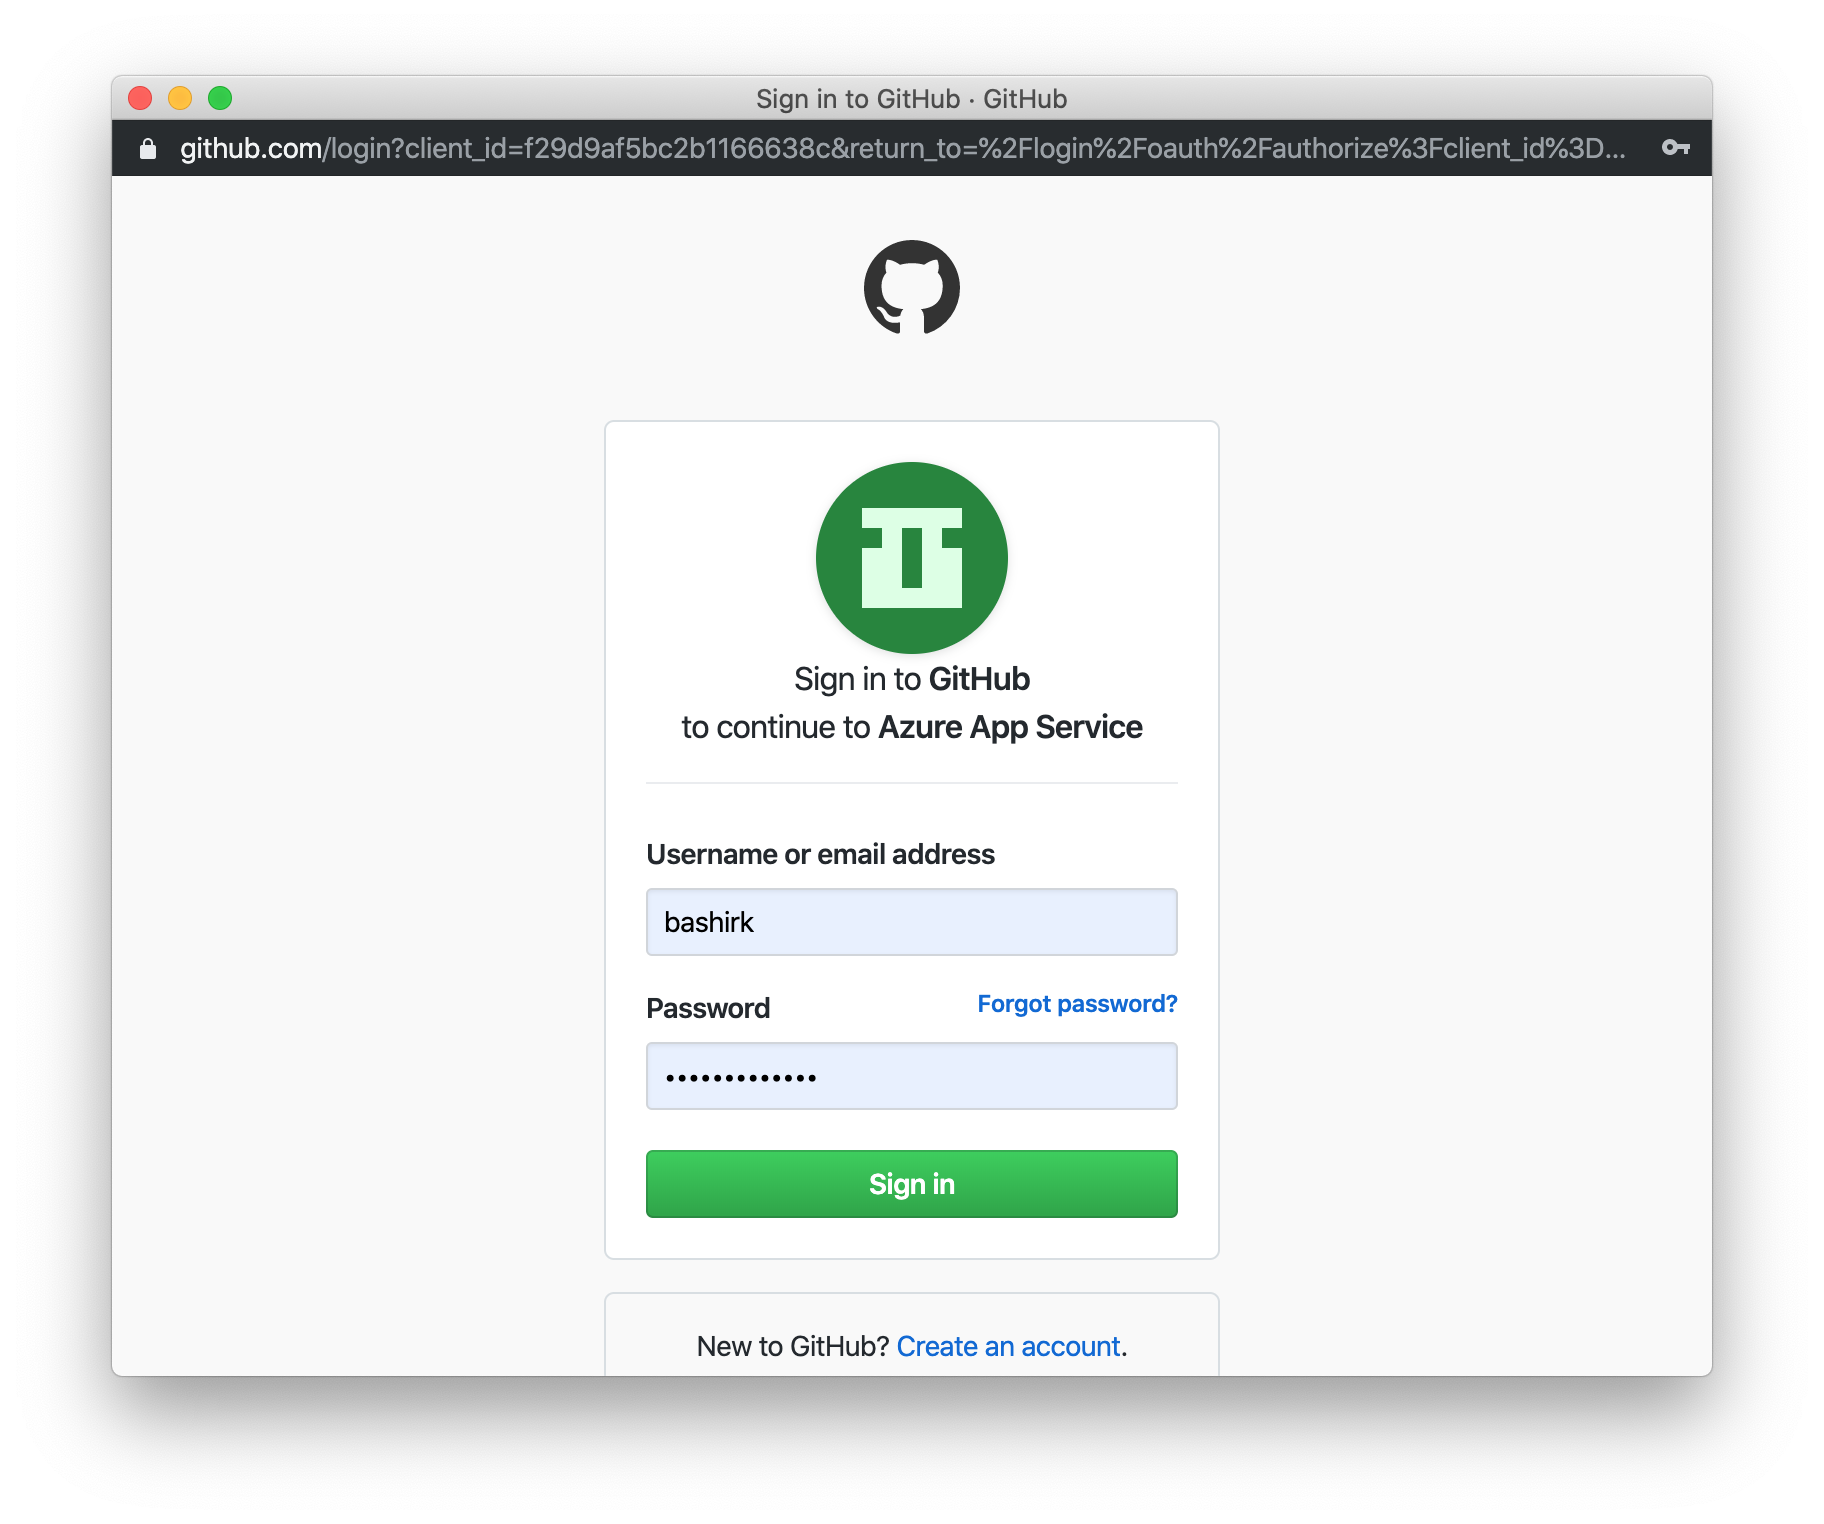 Sign in to GitHub · GitHub
github.com/login?client_id=f29d9af5bc2b1166638c&return_to=%2Flogin%2Foauth%2Fauthorize%3Fclient_id%3D...
Sign in to GitHub
to continue to Azure App Service
Username or email address
bashirk
Password Forgot password?
•••••••••••••
Sign in
New to GitHub? Create an account.